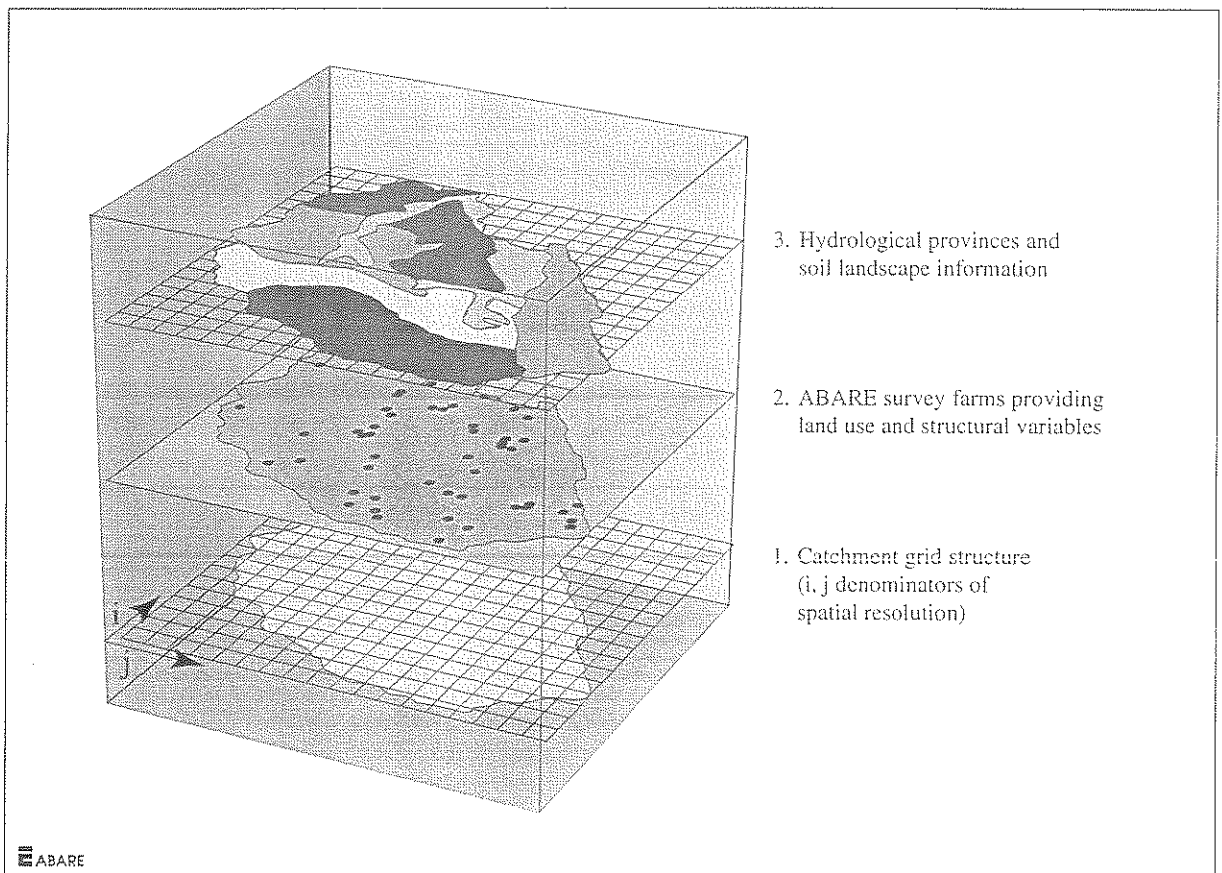 3. Hydrological provinces and
soil landscape information
2. ABARE survey farms providing
land use and structural variables
1. Catchment grid structure
(i, j denominators of
spatial resolution)
i
j
ABARE